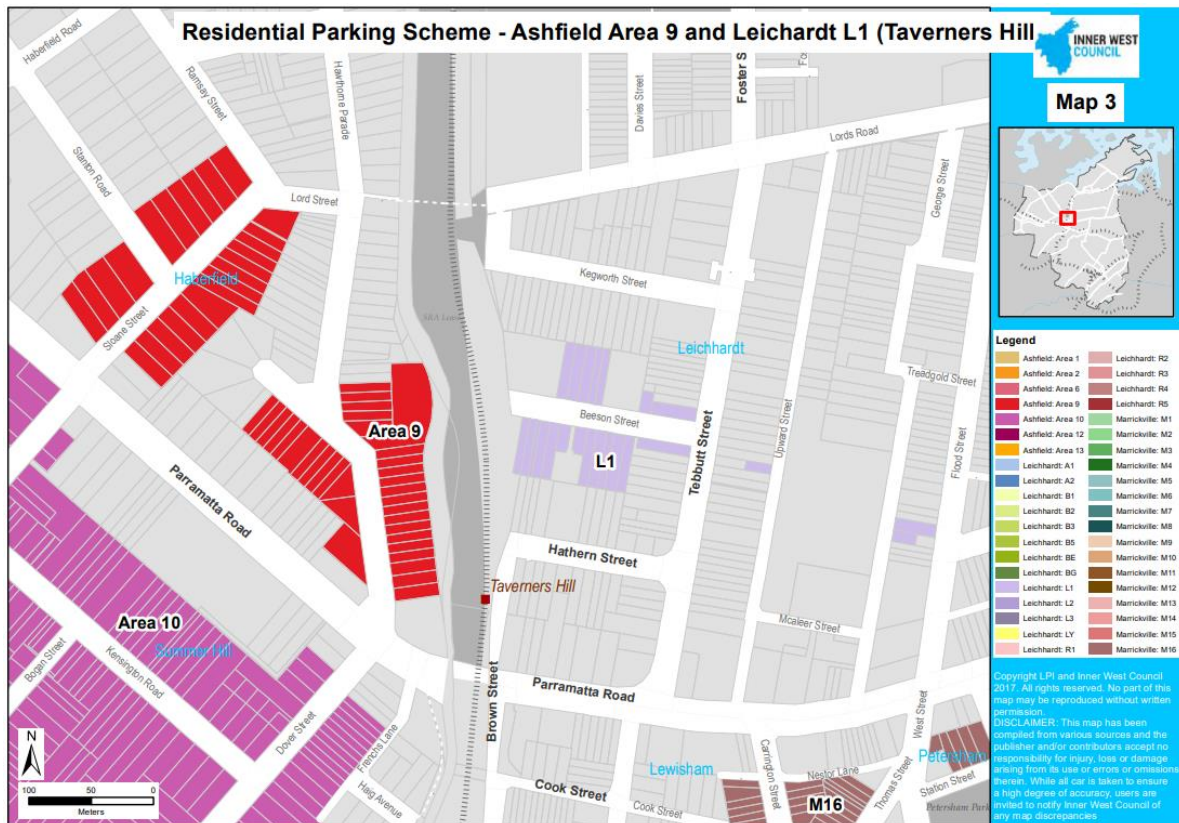 Residential Parking Scheme - Ashfield Area 9 and Leichardt L1 (Taverners Hill
INNER WEST
COUNCIL
Map 3
Haberfield Road
Ramsay Street
Hawthorne Parade
Davies Street
Foster S
Fo
Lords Road
George Street
Stanton Road
Lord Street
Haberfield
Kegworth Street
Sloane Street
Leichhardt
Treadgold Street
Beeson Street
Area 9
L1
Tebbutt Street
Upward Street
Flood Street
Parramatta Road
Hathern Street
Taverners Hill
Area 10
Summer Hill
Mcaleer Street
Bogan Street
Kensington Road
Brown Street
Parramatta Road
Dover Street
Frenchs Lane
Haig Avenue
West Street
Carrington Street
Lewisham
Nestor Lane
Petersham
Cook Street
Cook Street
M16
Thomas Street
Station Street
Petersham Park
N
100 50 0
Meters
Legend
Ashfield: Area 1
Ashfield: Area 2
Ashfield: Area 6
Ashfield: Area 9
Ashfield: Area 10
Ashfield: Area 12
Ashfield: Area 13
Leichhardt: A1
Leichhardt: A2
Leichhardt: B1
Leichhardt: B2
Leichhardt: B3
Leichhardt: B5
Leichhardt: BE
Leichhardt: BG
Leichhardt: L1
Leichhardt: L2
Leichhardt: L3
Leichhardt: LY
Leichhardt: R1
Leichhardt: R2
Leichhardt: R3
Leichhardt: R4
Leichhardt: R5
Marrickville: M1
Marrickville: M2
Marrickville: M3
Marrickville: M4
Marrickville: M5
Marrickville: M6
Marrickville: M7
Marrickville: M8
Marrickville: M9
Marrickville: M10
Marrickville: M11
Marrickville: M12
Marrickville: M13
Marrickville: M14
Marrickville: M15
Marrickville: M16
Copyright LPI and Inner West Council
2017. All rights reserved. No part of this
map may be reproduced without written
permission.
DISCLAIMER: This map has been
compiled from various sources and the
publisher and/or contributors accept no
responsibility for injury, loss or damage
arising from its use or errors or omissions
therein. While all car is taken to ensure
a high degree of accuracy, users are
invited to notify Inner West Council of
any map discrepancies